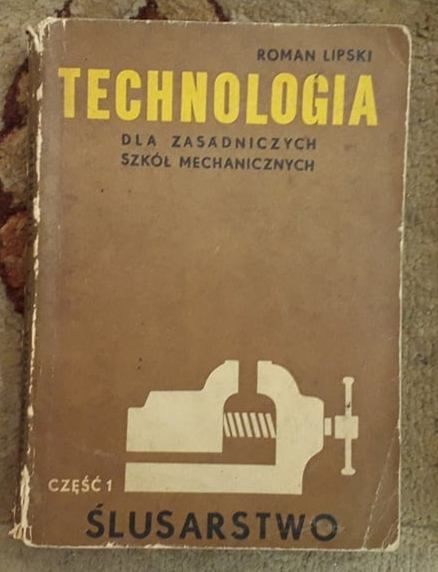 ROMAN LIPSKI
TECHNOLOGIA
DLA ZASADNICZYCH
SZKÓŁ MECHANICZNYCH
CZĘŚĆ 1
ŚLUSARSTWO